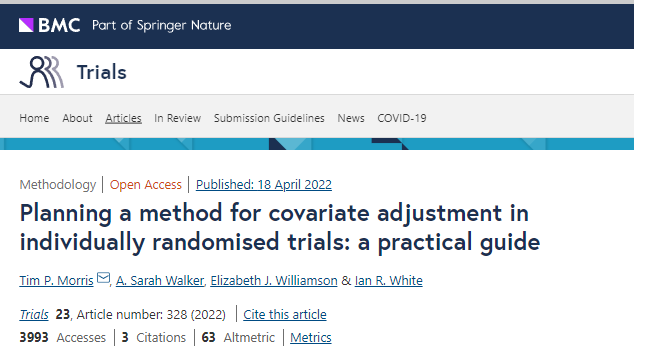 BMC Part of Springer Nature
Trials
Home About Articles In Review Submission Guidelines News COVID-19
Methodology | Open Access | Published: 18 April 2022
Planning a method for covariate adjustment in
individually randomised trials: a practical guide
Tim P. Morris, A. Sarah Walker, Elizabeth J. Williamson & Ian R. White
Trials 23, Article number: 328 (2022) | Cite this article
3993 Accesses | 3 Citations | 63 Altmetric | Metrics